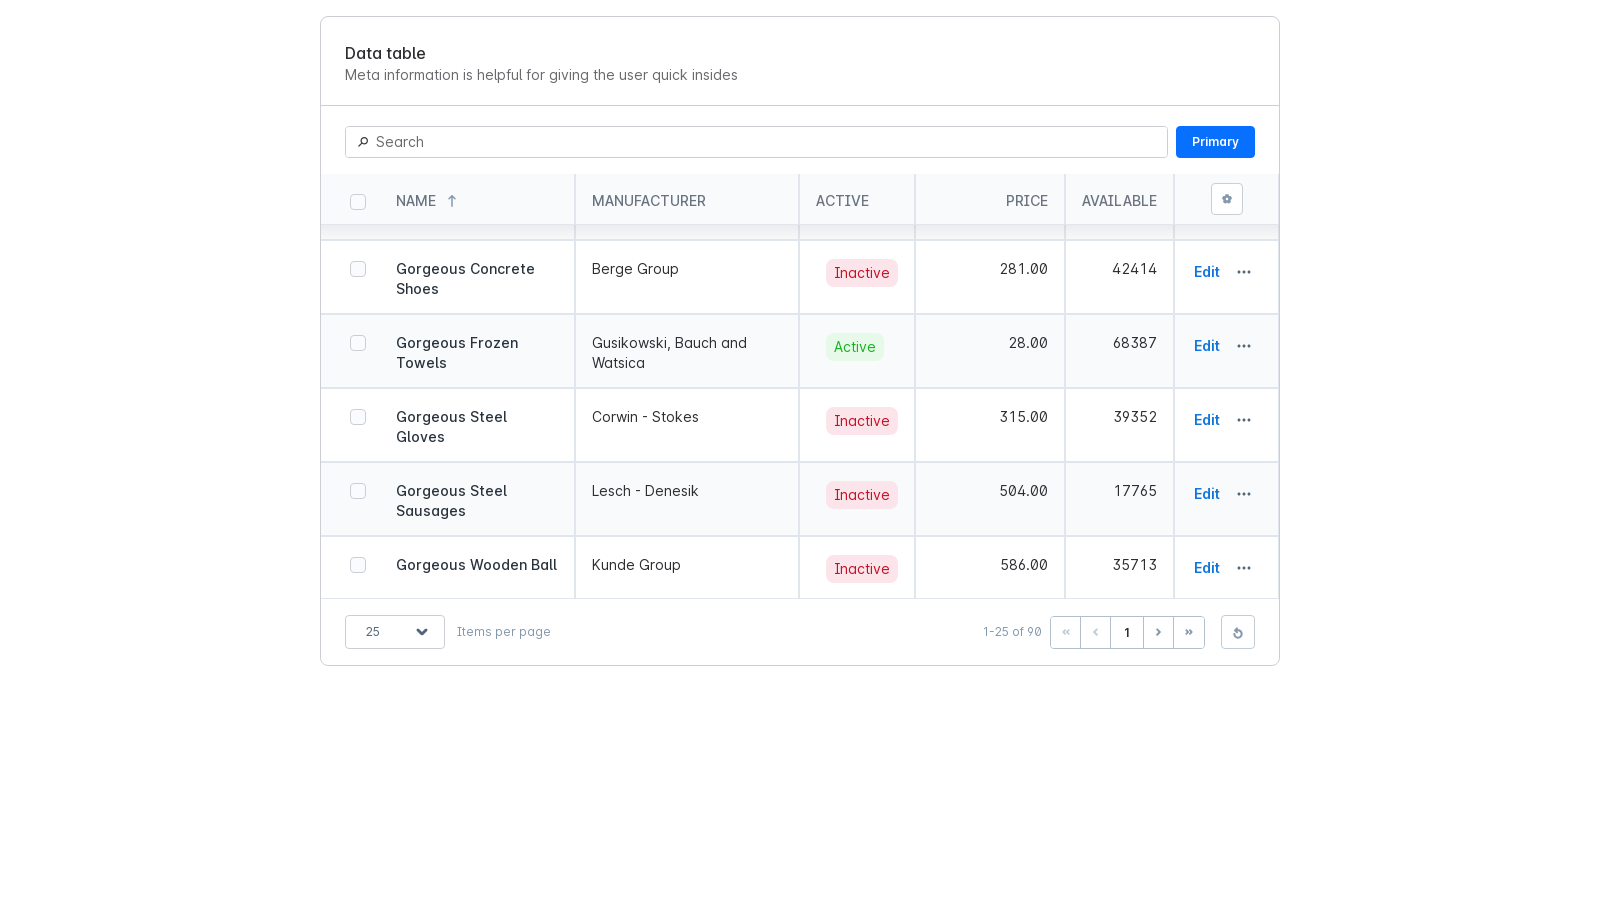 Data table
Meta information is helpful for giving the user quick insides
Search
Primary
NAME MANUFACTURER ACTIVE PRICE AVAILABLE
Gorgeous Concrete Shoes Berge Group Inactive 281.00 42414 Edit
Gorgeous Frozen Towels Gusikowski, Bauch and Watsica Active 28.00 68387 Edit
Gorgeous Steel Gloves Corwin - Stokes Inactive 315.00 39352 Edit
Gorgeous Steel Sausages Lesch - Denesik Inactive 504.00 17765 Edit
Gorgeous Wooden Ball Kunde Group Inactive 586.00 35713 Edit
25 Items per page 1-25 of 90 « ‹ 1 › »